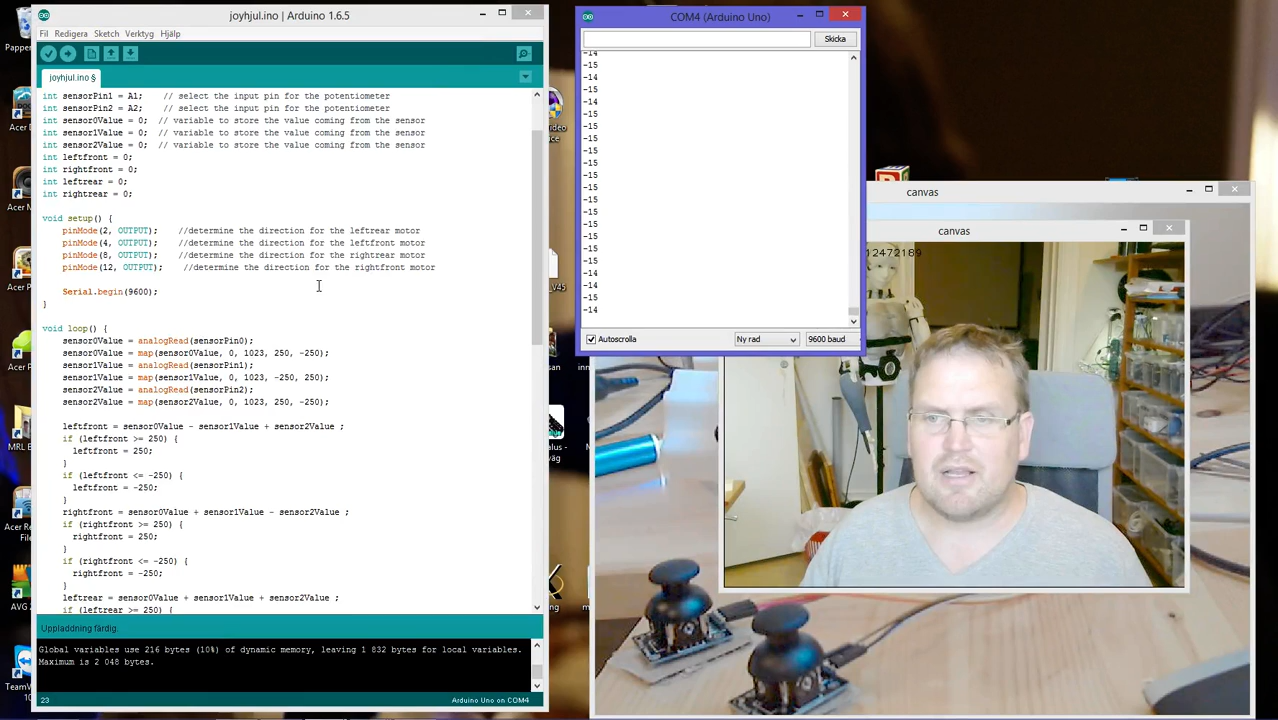 joyhjul.ino | Arduino 1.6.5
Fil Redigera Sketch Verktyg Hjälp
joyhjul.ino §
int sensorPin1 = A1;    // select the input pin for the potentiometer
int sensorPin2 = A2;    // select the input pin for the potentiometer
int sensor0Value = 0;  // variable to store the value coming from the sensor
int sensor1Value = 0;  // variable to store the value coming from the sensor
int sensor2Value = 0;  // variable to store the value coming from the sensor
int leftfront = 0;
int rightfront = 0;
int leftrear = 0;
int rightrear = 0;
void setup() {
pinMode(2, OUTPUT);    //determine the direction for the leftrear motor
pinMode(4, OUTPUT);    //determine the direction for the leftfront motor
pinMode(8, OUTPUT);    //determine the direction for the rightrear motor
pinMode(12, OUTPUT);    //determine the direction for the rightfront motor
Serial.begin(9600);
}
void loop() {
sensor0Value = analogRead(sensorPin0);
sensor0Value = map(sensor0Value, 0, 1023, 250, -250);
sensor1Value = analogRead(sensorPin1);
sensor1Value = map(sensor1Value, 0, 1023, -250, 250);
sensor2Value = analogRead(sensorPin2);
sensor2Value = map(sensor2Value, 0, 1023, 250, -250);
leftfront = sensor0Value - sensor1Value + sensor2Value ;
if (leftfront >= 250) {
leftfront = 250;
}
if (leftfront <= -250) {
leftfront = -250;
}
rightfront = sensor0Value + sensor1Value - sensor2Value ;
if (rightfront >= 250) {
rightfront = 250;
}
if (rightfront <= -250) {
rightfront = -250;
}
leftrear = sensor0Value + sensor1Value + sensor2Value ;
if (leftrear >= 250) {
Uppladdning färdig.
Global variables use 216 bytes (10%) of dynamic memory, leaving 1 832 bytes for local variables.
Maximum is 2 048 bytes.
23
Arduino Uno on COM4
COM4 (Arduino Uno)
Skicka
-14
-15
-14
-15
-14
-15
-15
-15
-15
-15
-15
-15
-15
-15
-15
-15
-15
-15
-14
-14
-15
-14
Autoscrolla
Ny rad
9600 baud
canvas
canvas
12472189